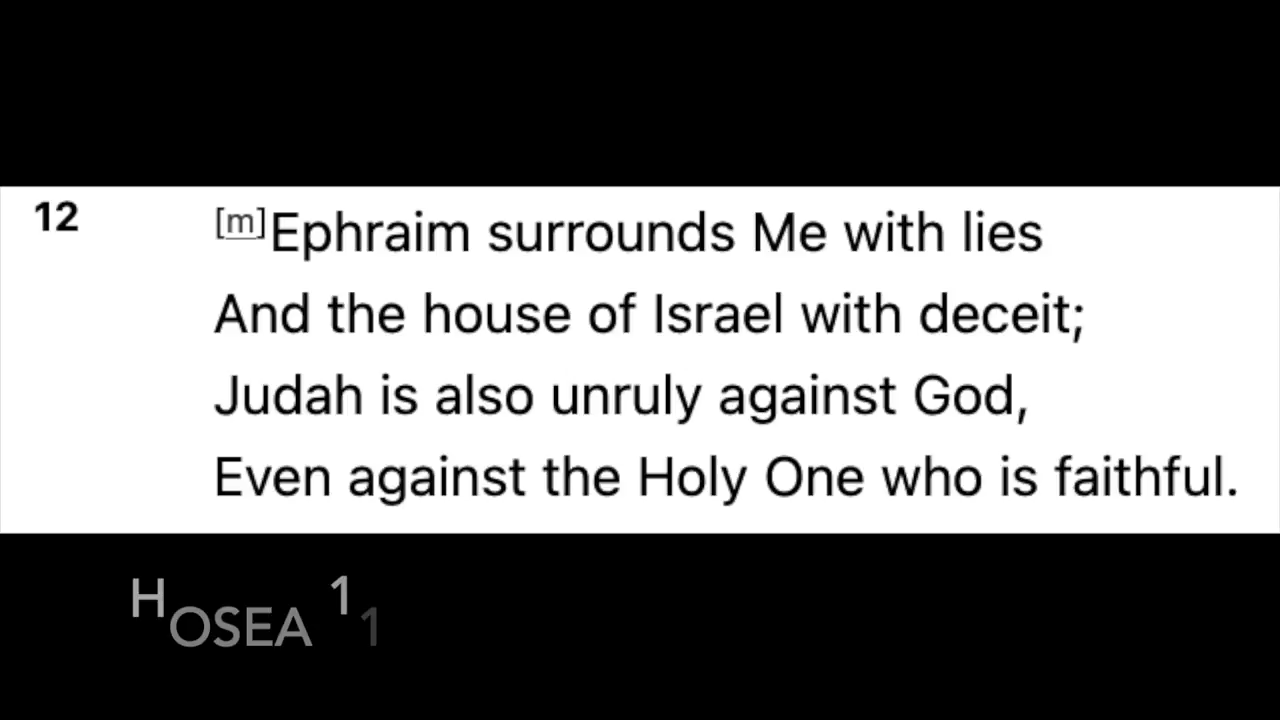 12 [m]Ephraim surrounds Me with lies
And the house of Israel with deceit;
Judah is also unruly against God,
Even against the Holy One who is faithful.
HOSEA 11